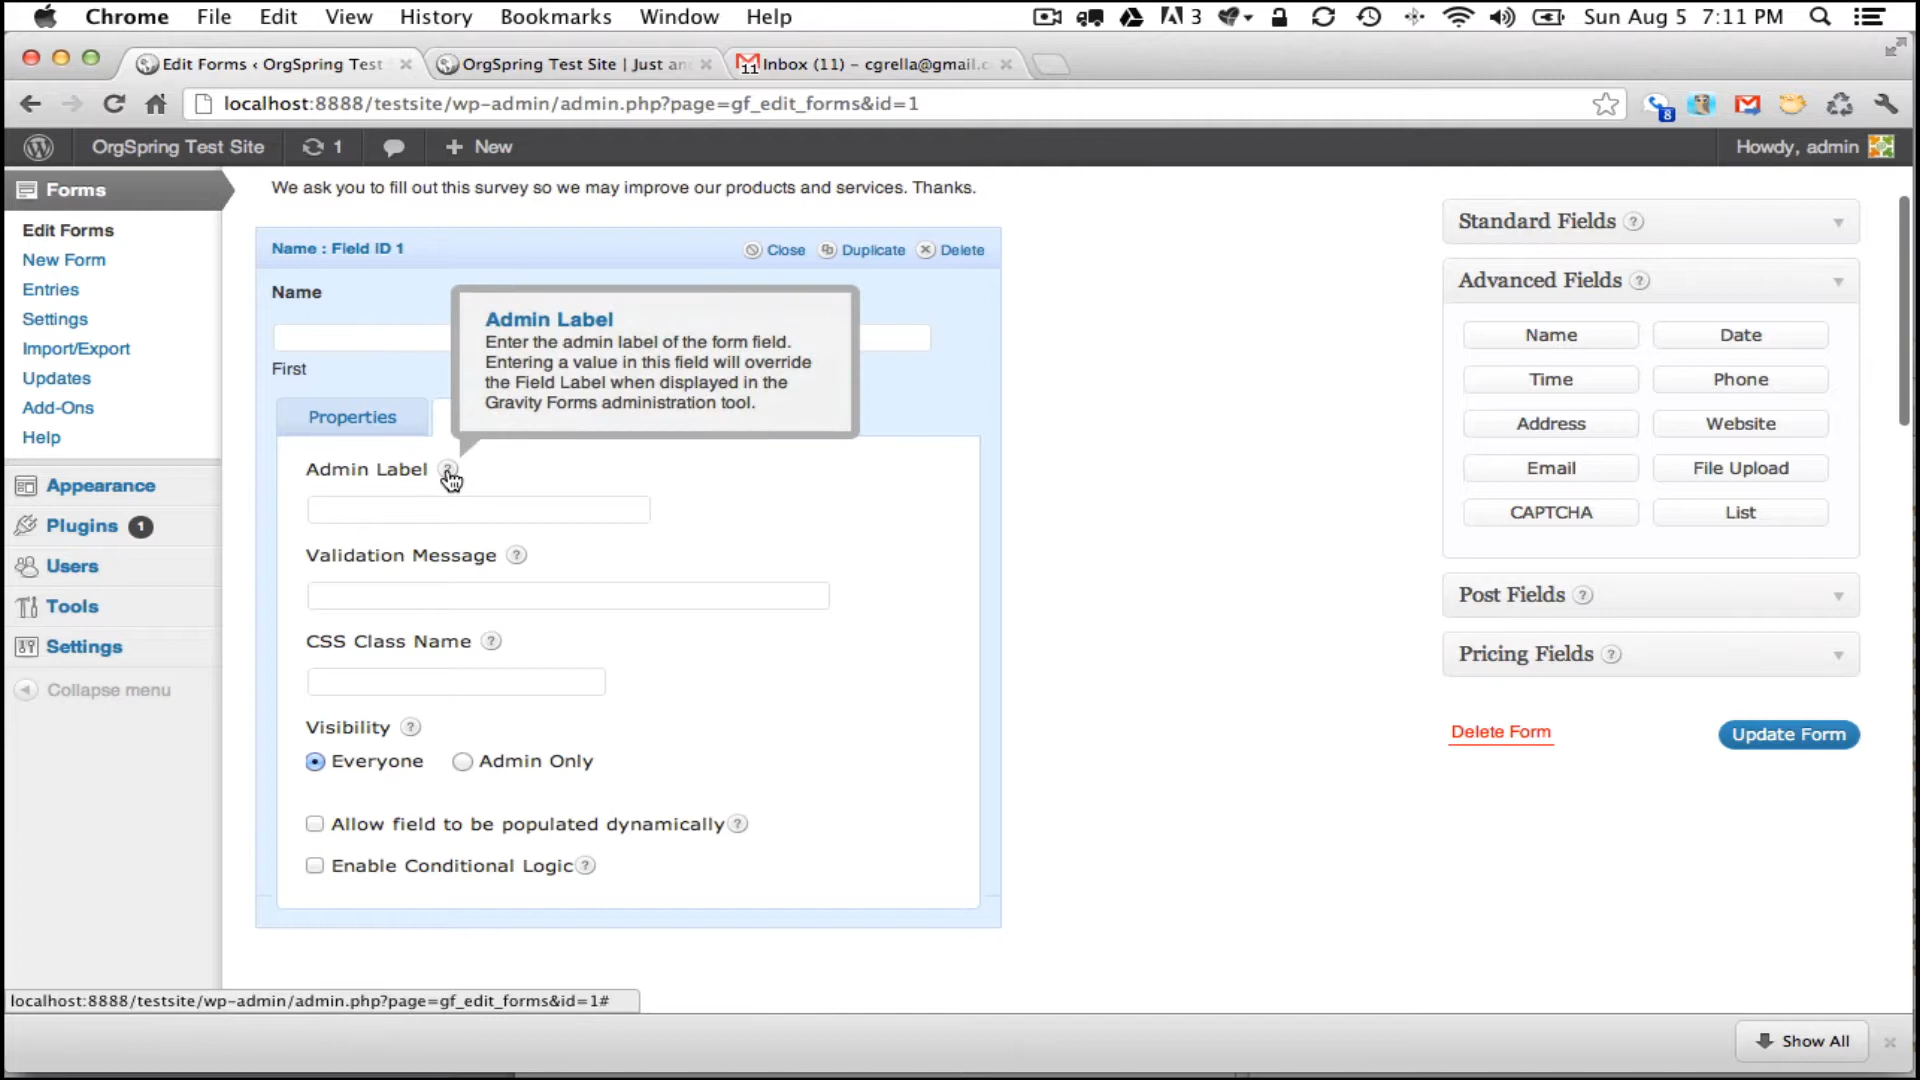 Chrome File Edit View History Bookmarks Window Help 3 Sun Aug 5 7:11 PM
Edit Forms ‹ OrgSpring Test
OrgSpring Test Site | Just an
11 Inbox (11) – cgrella@gmail.c
localhost:8888/testsite/wp-admin/admin.php?page=gf_edit_forms&id=1
8
OrgSpring Test Site 1 + New Howdy, admin
Forms
Edit Forms
New Form
Entries
Settings
Import/Export
Updates
Add-Ons
Help
Appearance
Plugins 1
Users
Tools
Settings
Collapse menu
We ask you to fill out this survey so we may improve our products and services. Thanks.
Name : Field ID 1
Close Duplicate Delete
Name
First
Admin Label
Enter the admin label of the form field.
Entering a value in this field will override
the Field Label when displayed in the
Gravity Forms administration tool.
Properties
Admin Label ?
Validation Message ?
CSS Class Name ?
Visibility ?
Everyone Admin Only
Allow field to be populated dynamically ?
Enable Conditional Logic ?
Standard Fields ?
Advanced Fields ?
Name Date
Time Phone
Address Website
Email File Upload
CAPTCHA List
Post Fields ?
Pricing Fields ?
Delete Form Update Form
localhost:8888/testsite/wp-admin/admin.php?page=gf_edit_forms&id=1#
Show All